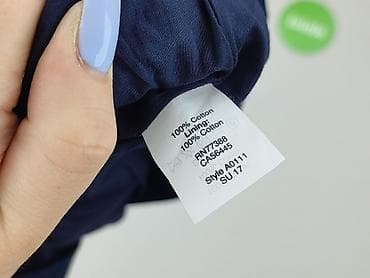 100% Cotton
Lining:
100% Cotton
RN77388
CA56445
Style A0111
SU 17